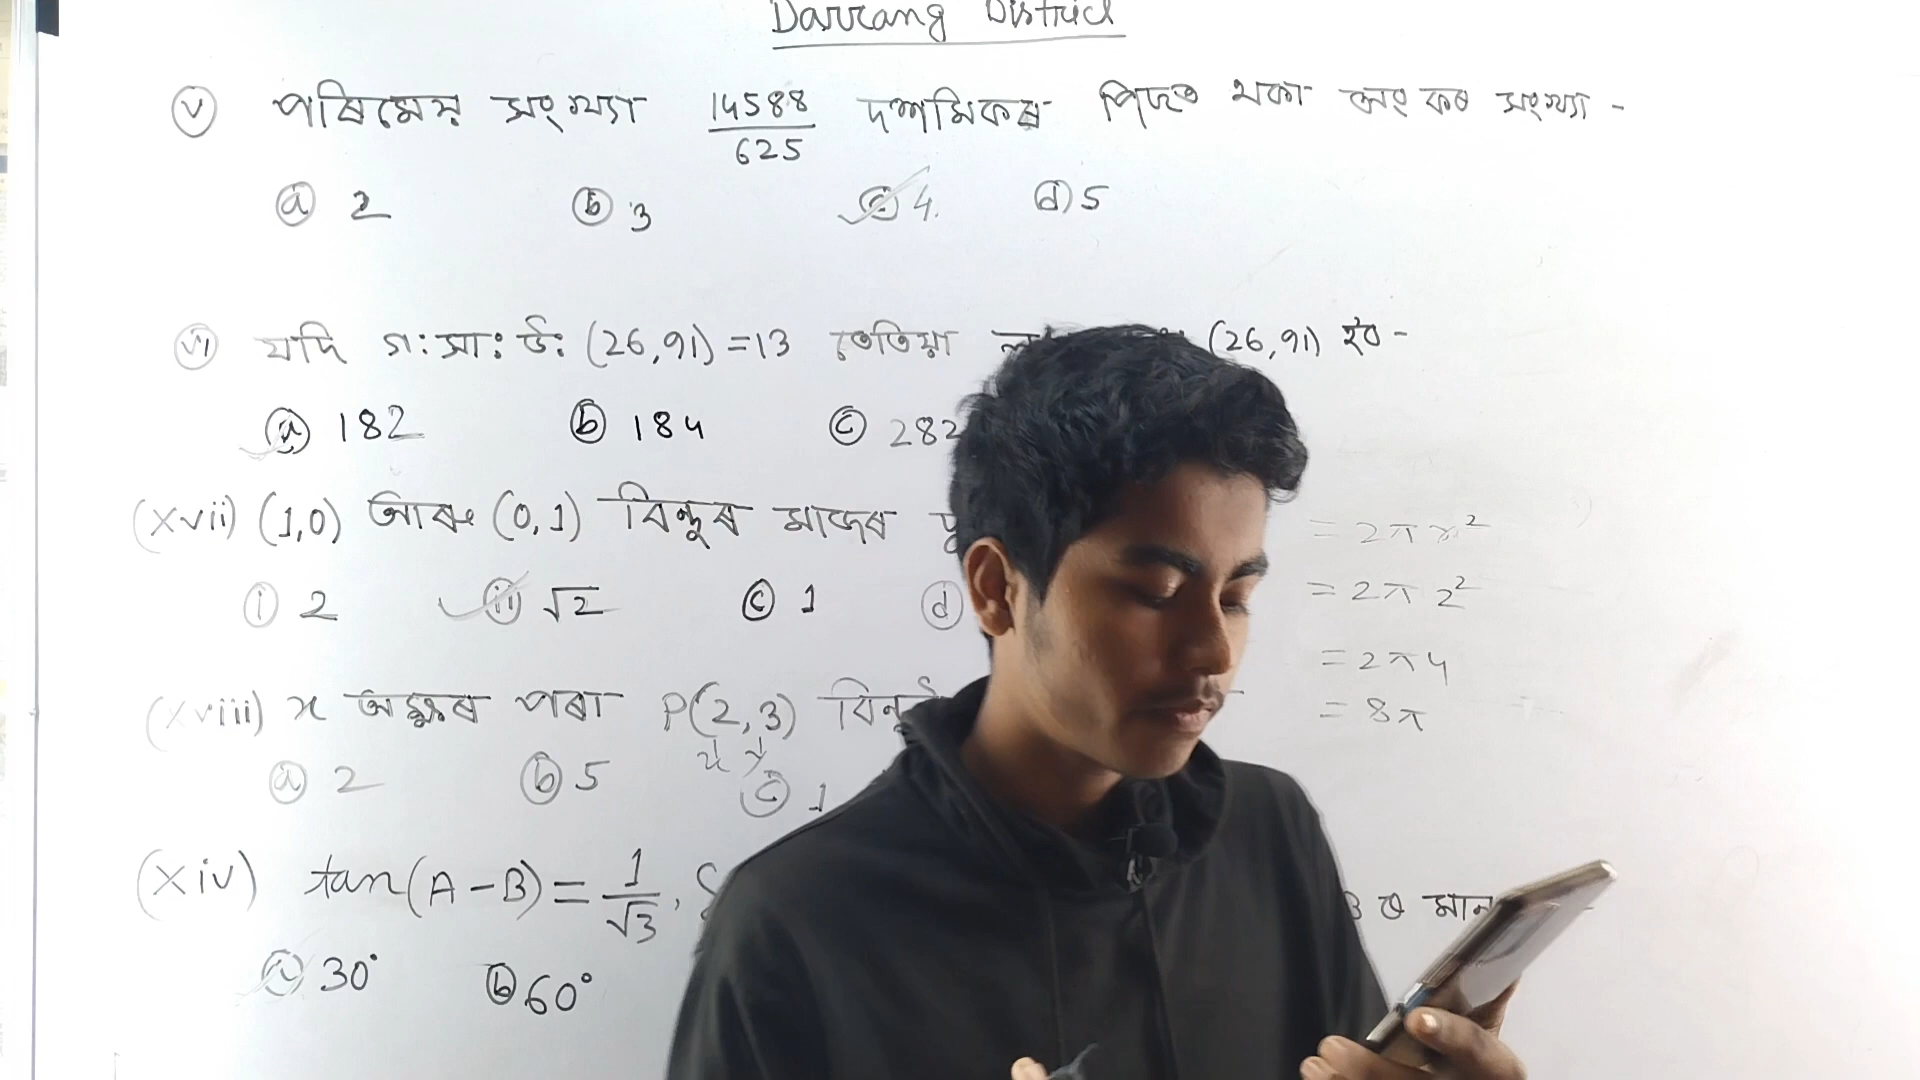 Darrang District
(v) পৰিমেয় সংখ্যা 14588/625 দশমিকৰ পিছত থকা অংকৰ সংখ্যা -
(a) 2 (b) 3 (c) 4. (d) 5
(vi) যদি গ:সা:উ: (26,91) =13 তেতিয়া (26,91) হব -
(a) 182 (b) 184 (c) 282
(xvii) (1,0) আৰু (0,1) বিন্দুৰ মাজৰ
(i) 2 (ii) √2 (c) 1 (d)
= 2πr²
= 2π 2²
= 2π4
= 8π
(xviii) x অক্ষৰ পৰা P(2,3)
x y
(a) 2 (b) 5 (c) 1
(xiv) tan(A-B) = 1/√3, B ৰ মান
(a) 30° (b) 60°